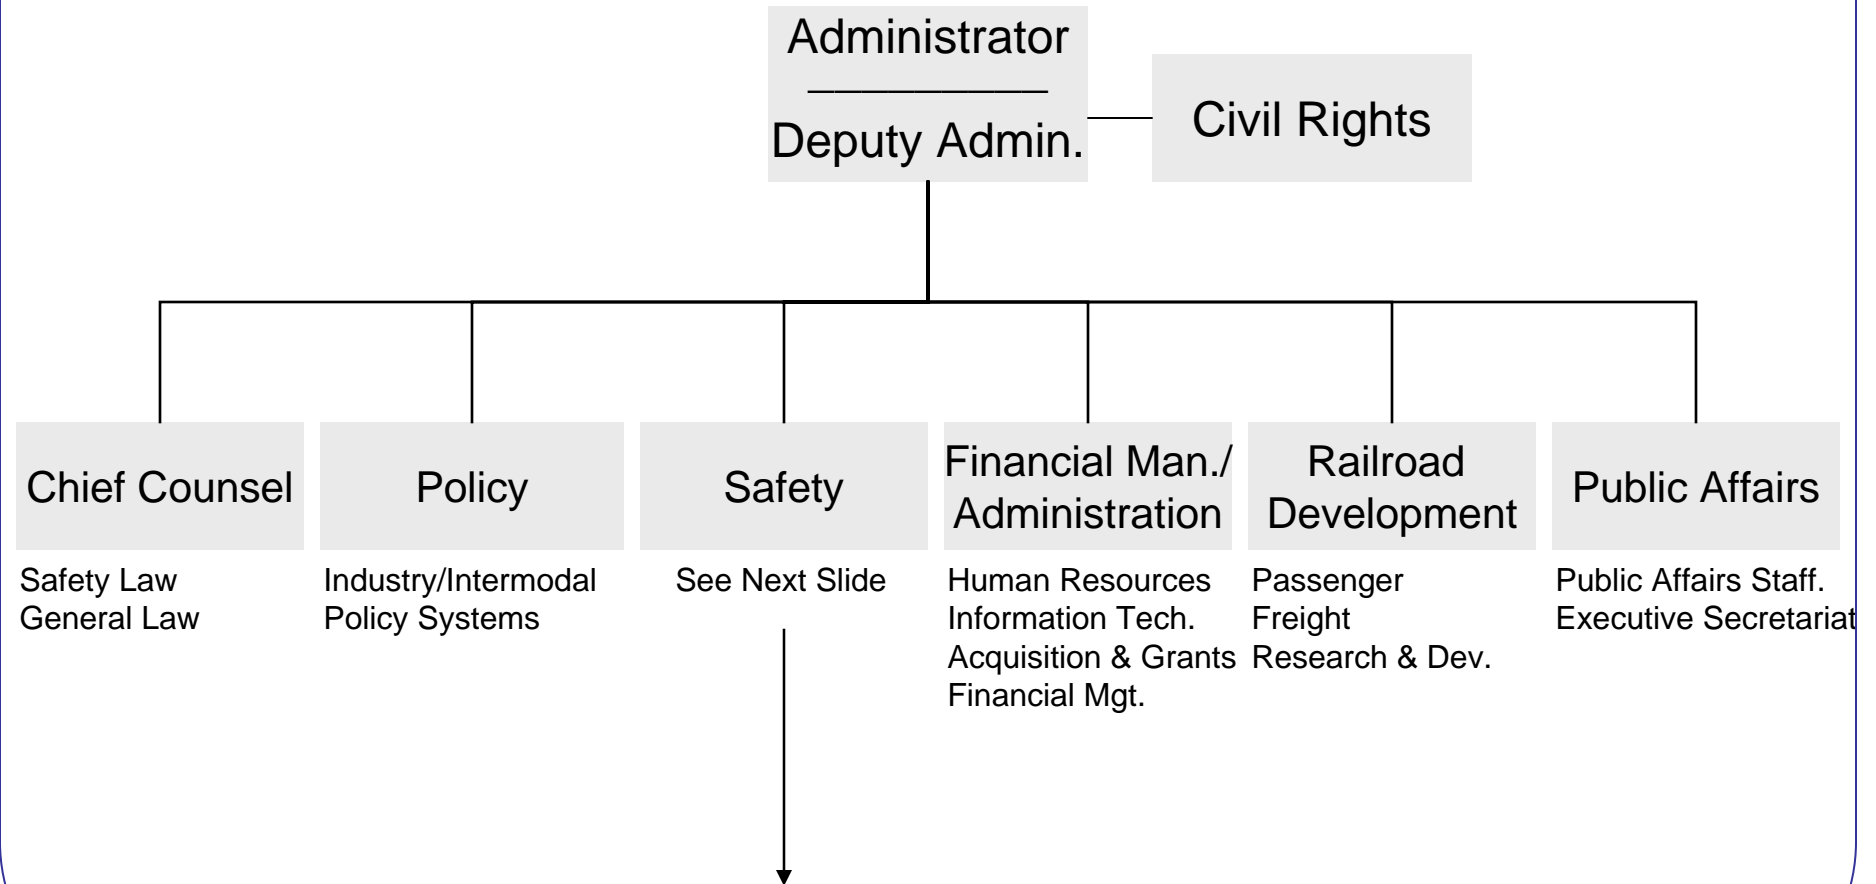 Administrator
Deputy Admin.
Civil Rights
Chief Counsel
Safety Law
General Law
Policy
Industry/Intermodal
Policy Systems
Safety
See Next Slide
Financial Man./
Administration
Human Resources
Information Tech.
Acquisition & Grants
Financial Mgt.
Railroad
Development
Passenger
Freight
Research & Dev.
Public Affairs
Public Affairs Staff.
Executive Secretariat